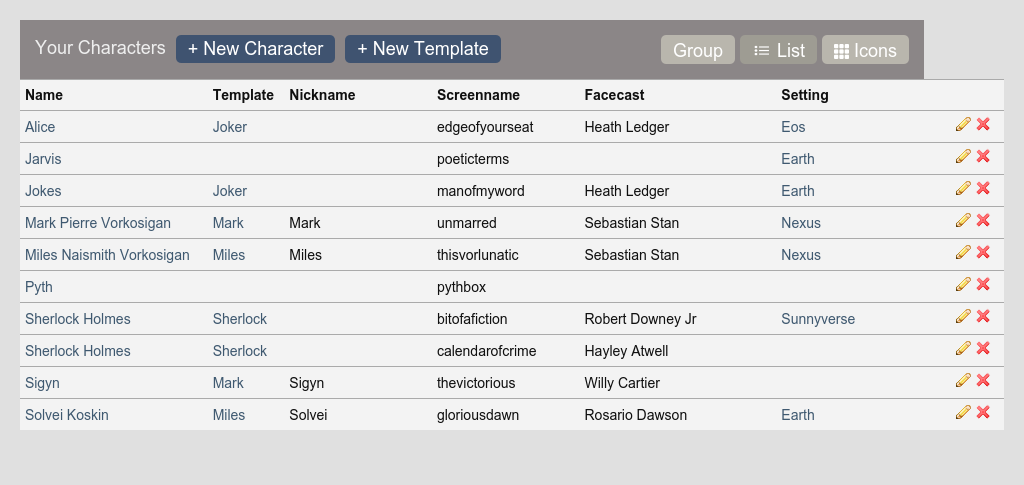 Your Characters + New Character + New Template Group List Icons
Name Template Nickname Screenname Facecast Setting
Alice Joker edgeofyourseat Heath Ledger Eos
Jarvis poeticterms Earth
Jokes Joker manofmyword Heath Ledger Earth
Mark Pierre Vorkosigan Mark Mark unmarred Sebastian Stan Nexus
Miles Naismith Vorkosigan Miles Miles thisvorlunatic Sebastian Stan Nexus
Pyth pythbox
Sherlock Holmes Sherlock bitofafiction Robert Downey Jr Sunnyverse
Sherlock Holmes Sherlock calendarofcrime Hayley Atwell
Sigyn Mark Sigyn thevictorious Willy Cartier
Solvei Koskin Miles Solvei gloriousdawn Rosario Dawson Earth